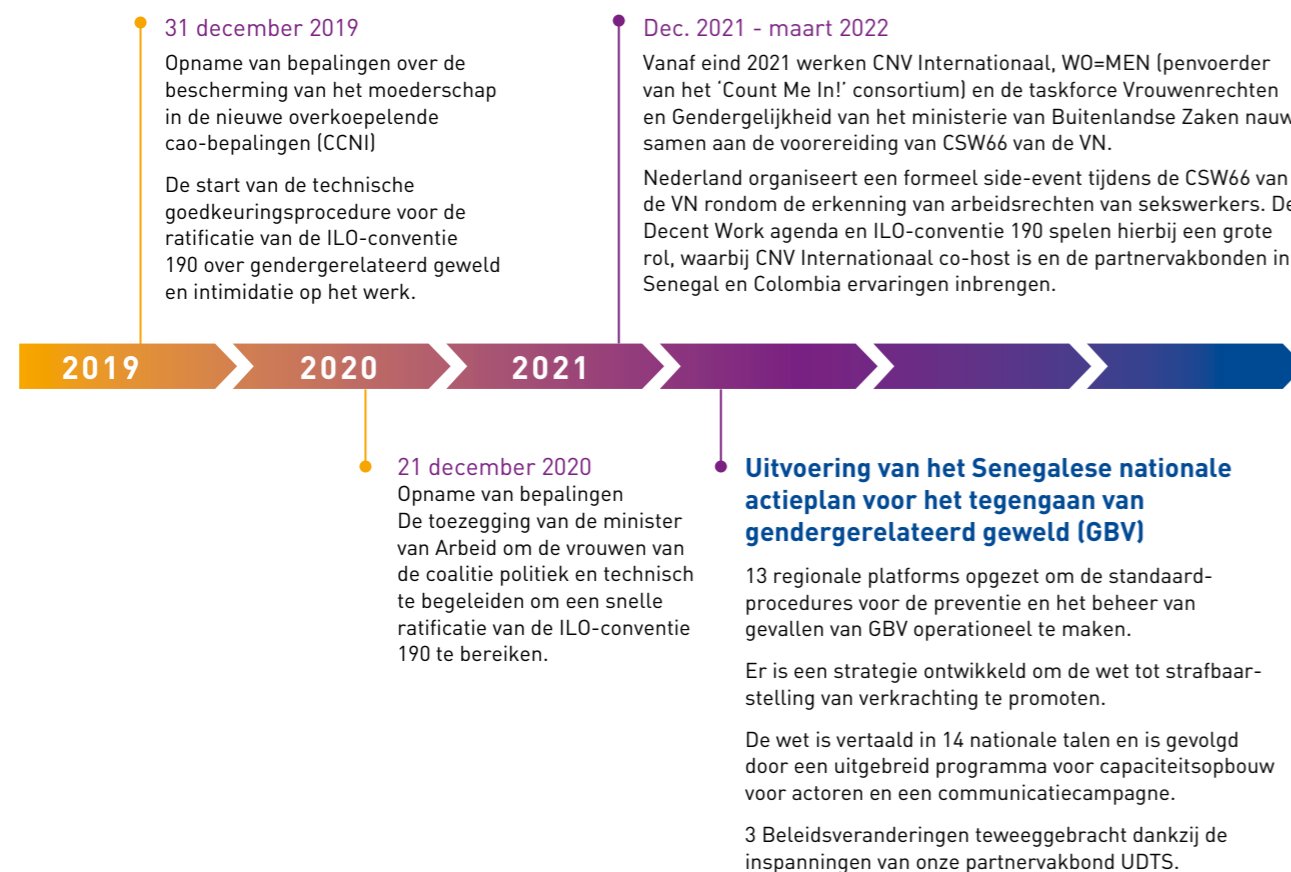 31 december 2019
Opname van bepalingen over de
bescherming van het moederschap
in de nieuwe overkoepelende
cao-bepalingen (CCNI)
De start van de technische
goedkeuringsprocedure voor de
ratificatie van de ILO-conventie
190 over gendergerelateerd geweld
en intimidatie op het werk.
Dec. 2021 - maart 2022
Vanaf eind 2021 werken CNV Internationaal, WO=MEN (penvoerder
van het ‘Count Me In!’ consortium) en de taskforce Vrouwenrechten
en Gendergelijkheid van het ministerie van Buitenlandse Zaken nauw
samen aan de voorereiding van CSW66 van de VN.
Nederland organiseert een formeel side-event tijdens de CSW66 van
de VN rondom de erkenning van arbeidsrechten van sekswerkers. De
Decent Work agenda en ILO-conventie 190 spelen hierbij een grote
rol, waarbij CNV Internationaal co-host is en de partnervakbonden in
Senegal en Colombia ervaringen inbrengen.
2019
2020
2021
21 december 2020
Opname van bepalingen
De toezegging van de minister
van Arbeid om de vrouwen van
de coalitie politiek en technisch
te begeleiden om een snelle
ratificatie van de ILO-conventie
190 te bereiken.
Uitvoering van het Senegalese nationale
actieplan voor het tegengaan van
gendergerelateerd geweld (GBV)
13 regionale platforms opgezet om de standaard-
procedures voor de preventie en het beheer van
gevallen van GBV operationeel te maken.
Er is een strategie ontwikkeld om de wet tot strafbaar-
stelling van verkrachting te promoten.
De wet is vertaald in 14 nationale talen en is gevolgd
door een uitgebreid programma voor capaciteitsopbouw
voor actoren en een communicatiecampagne.
3 Beleidsveranderingen teweeggebracht dankzij de
inspanningen van onze partnervakbond UDTS.